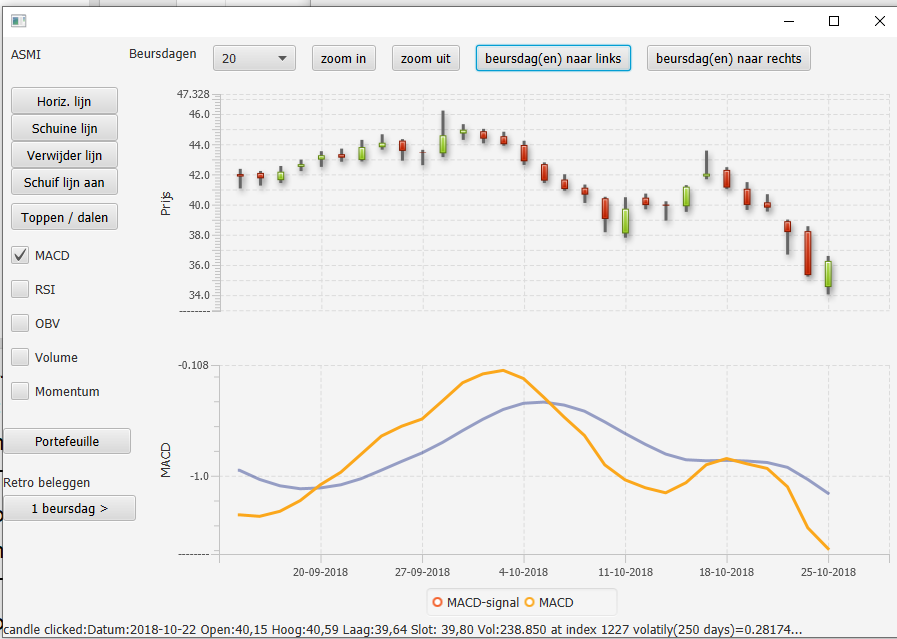 ASMI
Beursdagen
20
zoom in
zoom uit
beursdag(en) naar links
beursdag(en) naar rechts
Horiz. lijn
Schuine lijn
Verwijder lijn
Schuif lijn aan
Toppen / dalen
MACD
RSI
OBV
Volume
Momentum
Portefeuille
Retro beleggen
1 beursdag >
Prijs
47.328
46.0
44.0
42.0
40.0
38.0
36.0
34.0
MACD
-0.108
-1.0
20-09-2018
27-09-2018
4-10-2018
11-10-2018
18-10-2018
25-10-2018
MACD-signal
MACD
candle clicked:Datum:2018-10-22 Open:40,15 Hoog:40,59 Laag:39,64 Slot: 39,80 Vol:238.850 at index 1227 volatily(250 days)=0.28174...